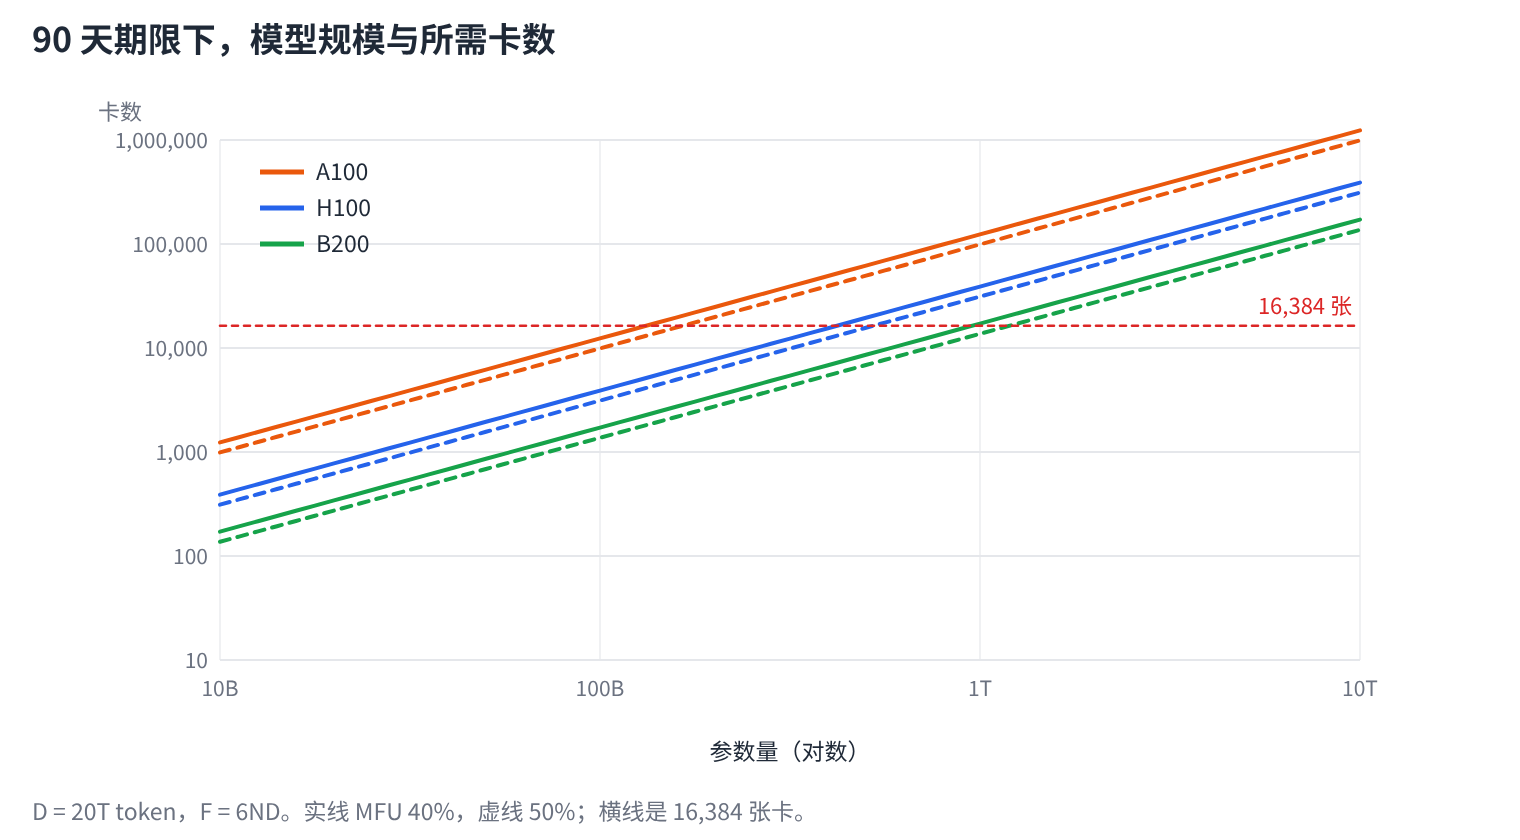 90 天期限下，模型规模与所需卡数
卡数
1,000,000
100,000
10,000
1,000
100
10
A100
H100
B200
16,384 张
10B
100B
1T
10T
参数量（对数）
D = 20T token，F = 6ND。实线 MFU 40%，虚线 50%；横线是 16,384 张卡。